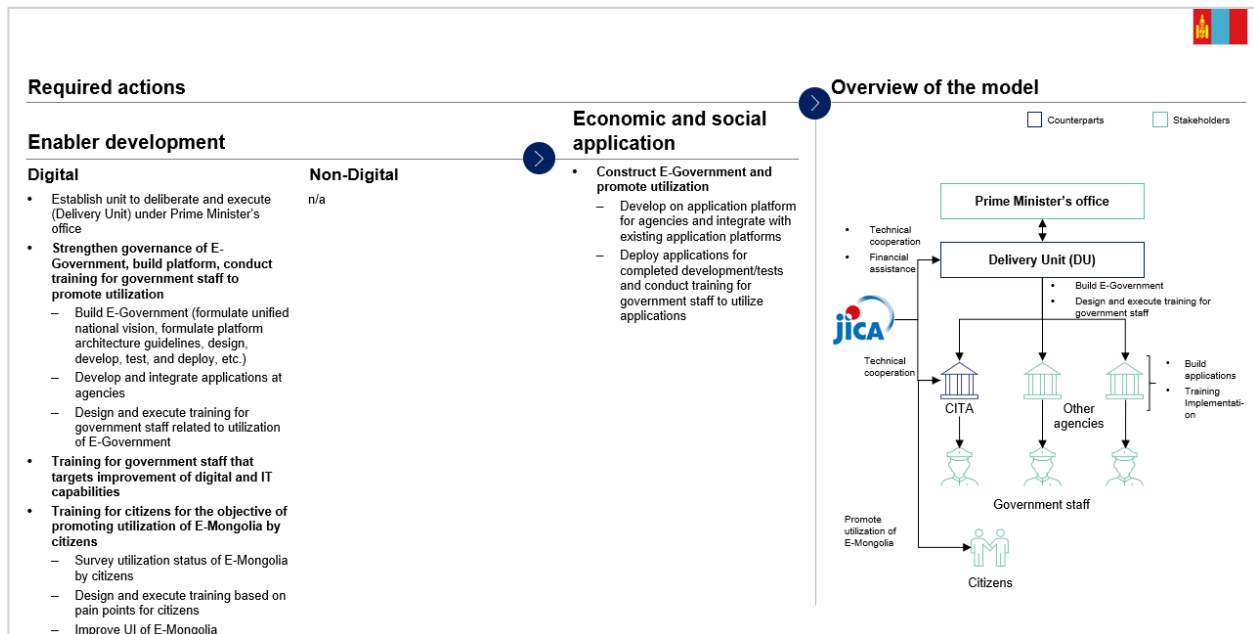 Required actions
Enabler development
Digital
• Establish unit to deliberate and execute
(Delivery Unit) under Prime Minister's
office
• Strengthen governance of E-
Government, build platform, conduct
training for government staff to
promote utilization
– Build E-Government (formulate unified
national vision, formulate platform
architecture guidelines, design,
develop, test, and deploy, etc.)
– Develop and integrate applications at
agencies
– Design and execute training for
government staff related to utilization
of E-Government
• Training for government staff that
targets improvement of digital and IT
capabilities
• Training for citizens for the objective of
promoting utilization of E-Mongolia by
citizens
– Survey utilization status of E-Mongolia
by citizens
– Design and execute training based on
pain points for citizens
– Improve UI of E-Mongolia
Non-Digital
n/a
Economic and social
application
• Construct E-Government and
promote utilization
– Develop on application platform
for agencies and integrate with
existing application platforms
– Deploy applications for
completed development/tests
and conduct training for
government staff to utilize
applications
Overview of the model
Counterparts
Stakeholders
Prime Minister's office
• Technical
cooperation
• Financial
assistance
Delivery Unit (DU)
• Build E-Government
• Design and execute training for
government staff
jICA
Technical
cooperation
CITA
Other
agencies
• Build
applications
• Training
Implementati-
on
Government staff
Promote
utilization of
E-Mongolia
Citizens